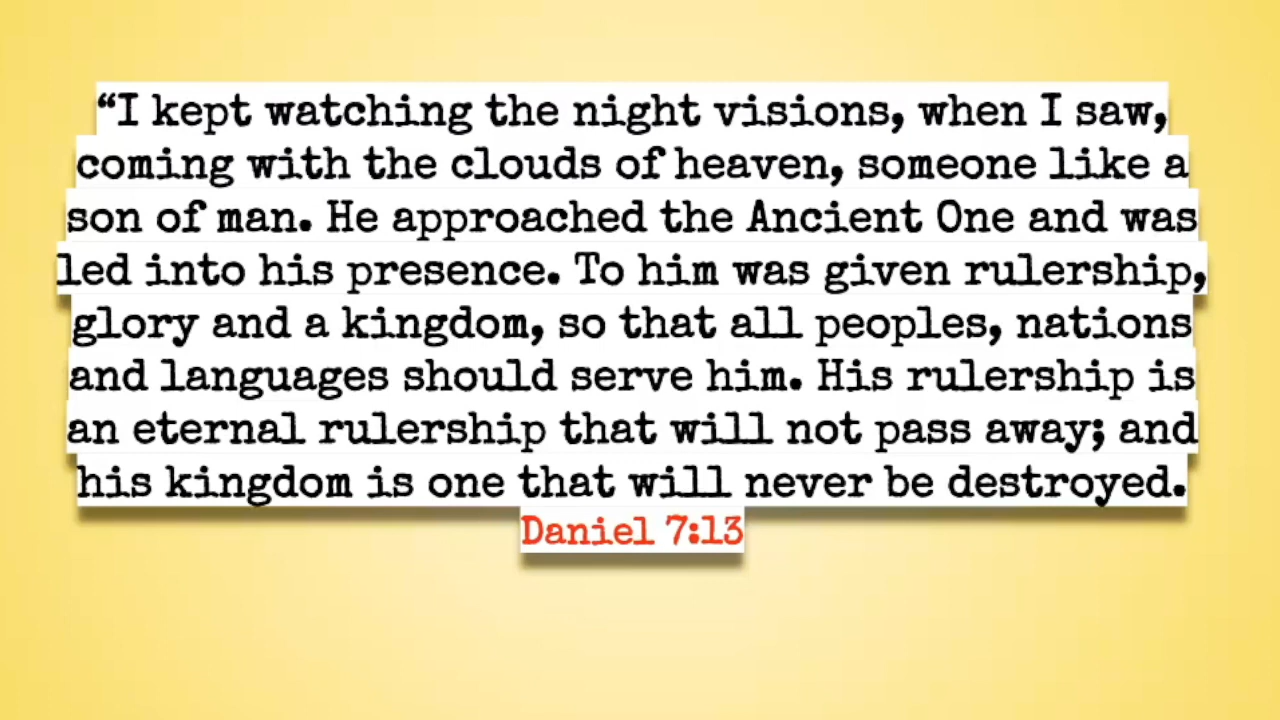 “I kept watching the night visions, when I saw,
coming with the clouds of heaven, someone like a
son of man. He approached the Ancient One and was
led into his presence. To him was given rulership,
glory and a kingdom, so that all peoples, nations
and languages should serve him. His rulership is
an eternal rulership that will not pass away; and
his kingdom is one that will never be destroyed.
Daniel 7:13